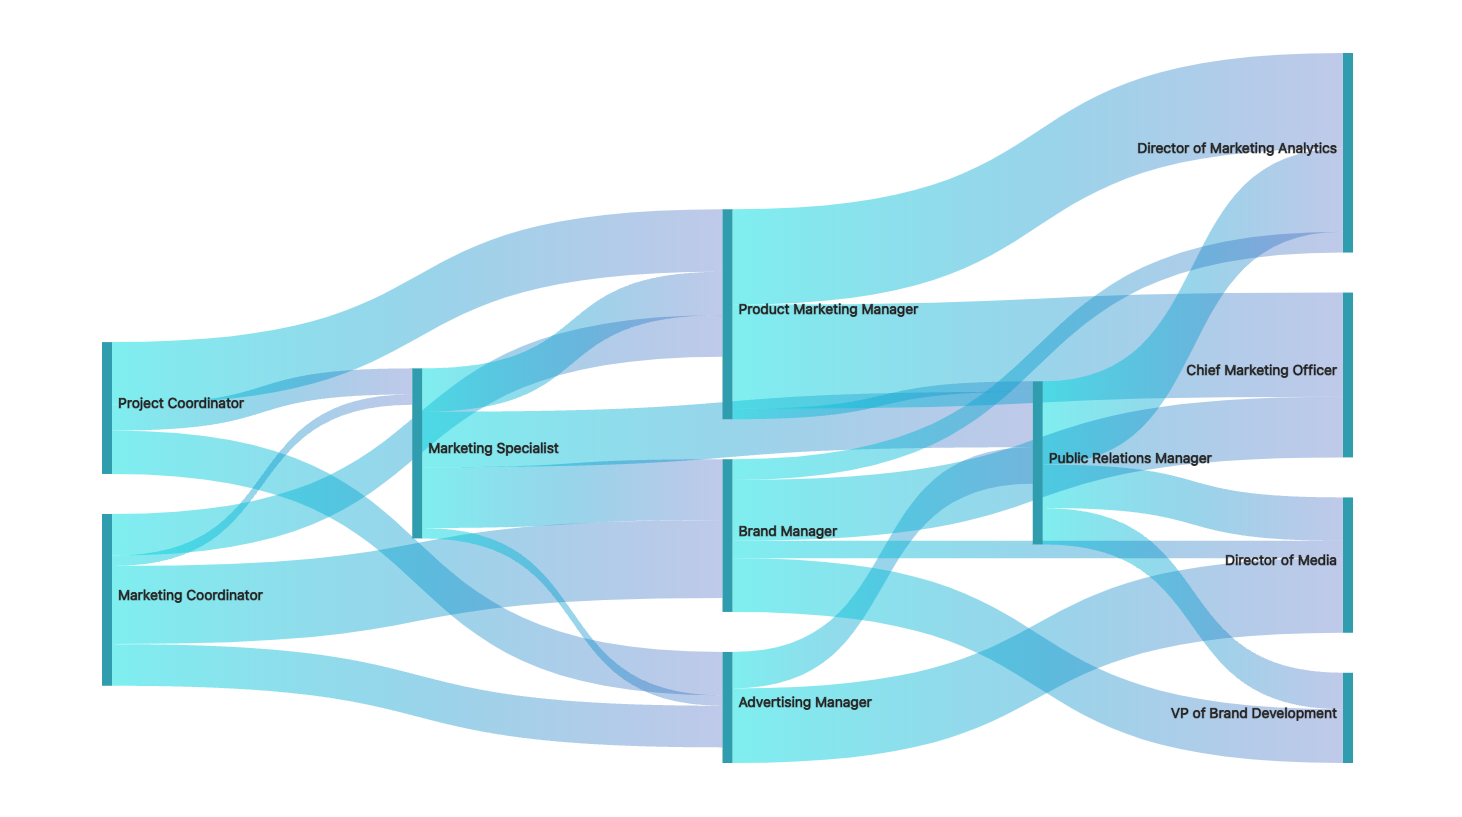 Director of Marketing Analytics
Product Marketing Manager
Chief Marketing Officer
Project Coordinator
Marketing Specialist
Public Relations Manager
Brand Manager
Director of Media
Marketing Coordinator
Advertising Manager
VP of Brand Development